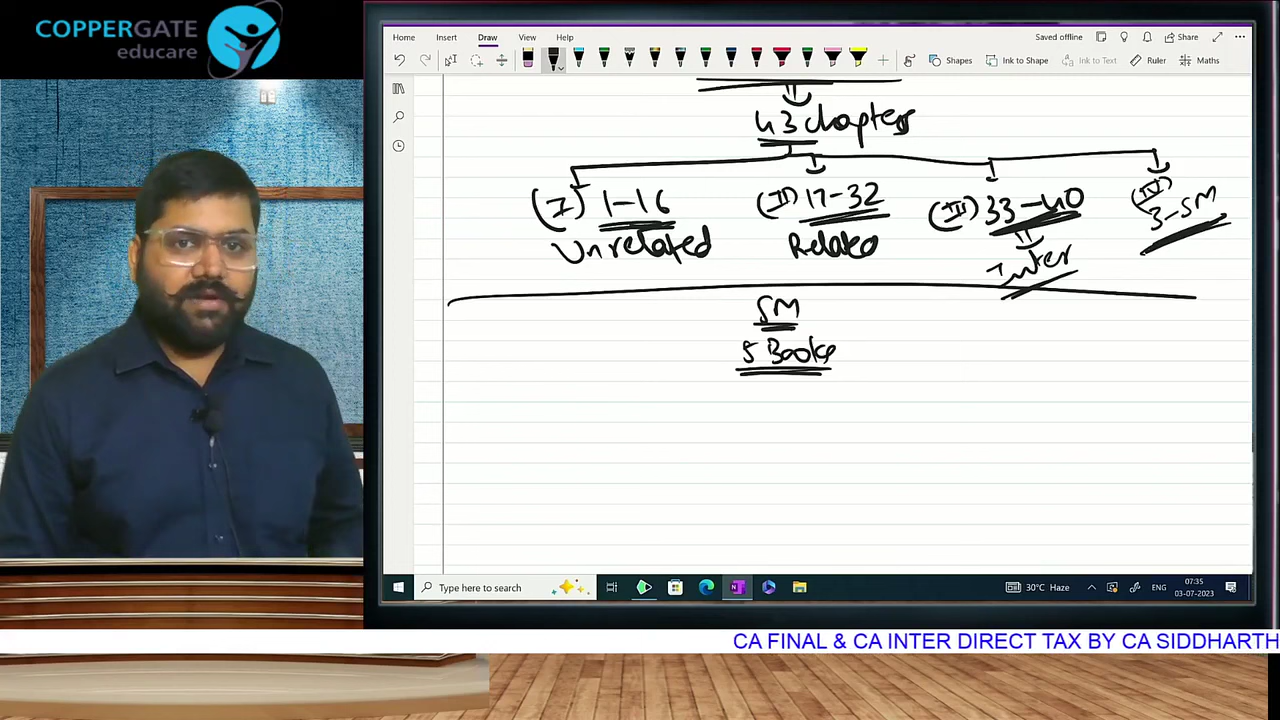 COPPERGATE
educare
Home Insert Draw View Help
Saved offline
Share
Shapes Ink to Shape Ink to Text Ruler Maths
43 chapters
(I) 1-16 (II) 17-32 (III) 33-40 (IV) 3-SM
Unrelated Related Inter
SM
5 Books
Type here to search
30°C Haze
ENG
07:35
03-07-2023
CA FINAL & CA INTER DIRECT TAX BY CA SIDDHARTH